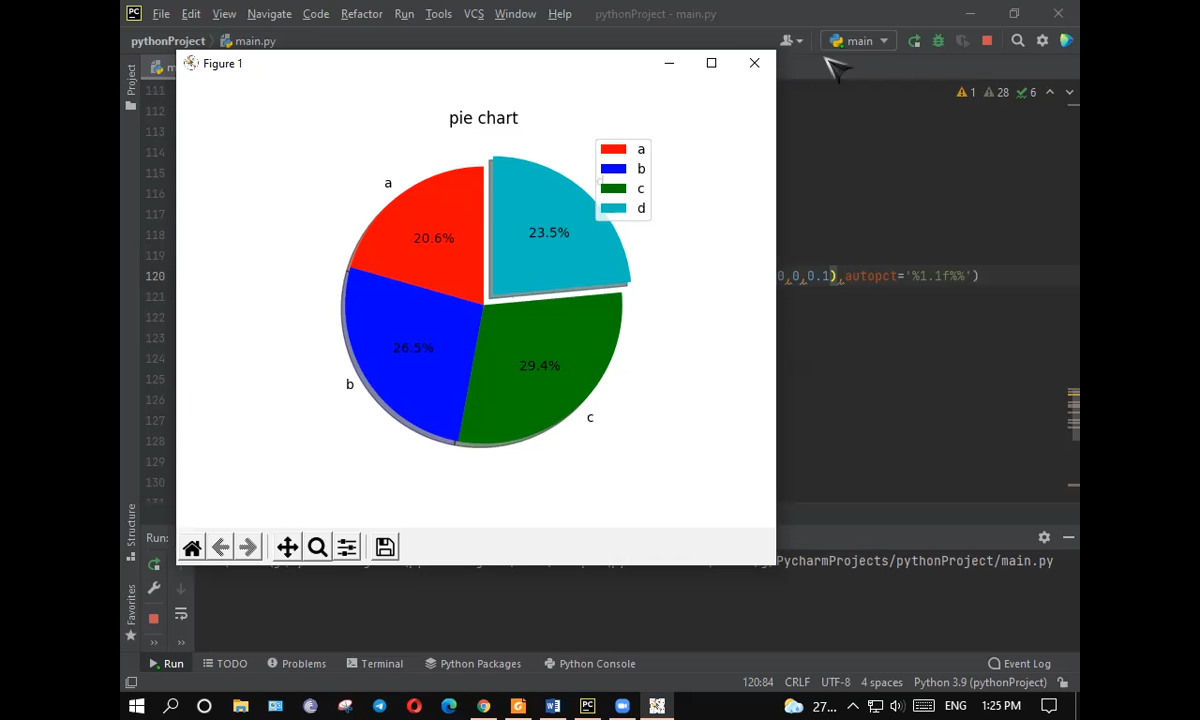 File Edit View Navigate Code Refactor Run Tools VCS Window Help pythonProject - main.py
pythonProject main.py main
Figure 1
Project
1 28 6
111
112
113
114
115
116
117
118
119
120
121
122
123
124
125
126
127
128
129
130
0,0,0.1),autopct='%1.1f%%')
pie chart
a
b
c
d
a
20.6%
23.5%
26.5%
29.4%
b
c
Structure
Favorites
Run:
PycharmProjects/pythonProject/main.py
Run TODO Problems Terminal Python Packages Python Console Event Log
120:84 CRLF UTF-8 4 spaces Python 3.9 (pythonProject)
27... ENG 1:25 PM